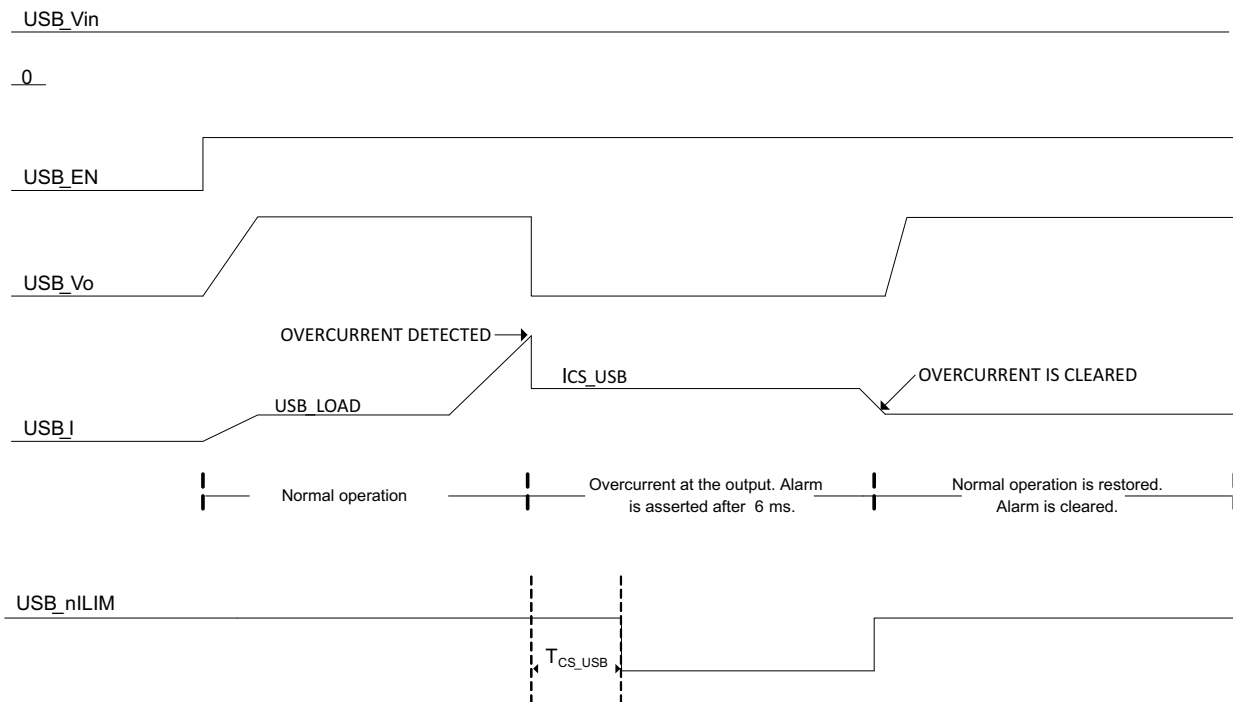 USB_Vin
0
USB_EN
USB_Vo
OVERCURRENT DETECTED
ICS_USB
OVERCURRENT IS CLEARED
USB_LOAD
USB_I
Normal operation
Overcurrent at the output. Alarm
is asserted after 6 ms.
Normal operation is restored.
Alarm is cleared.
USB_nILIM
TCS_USB